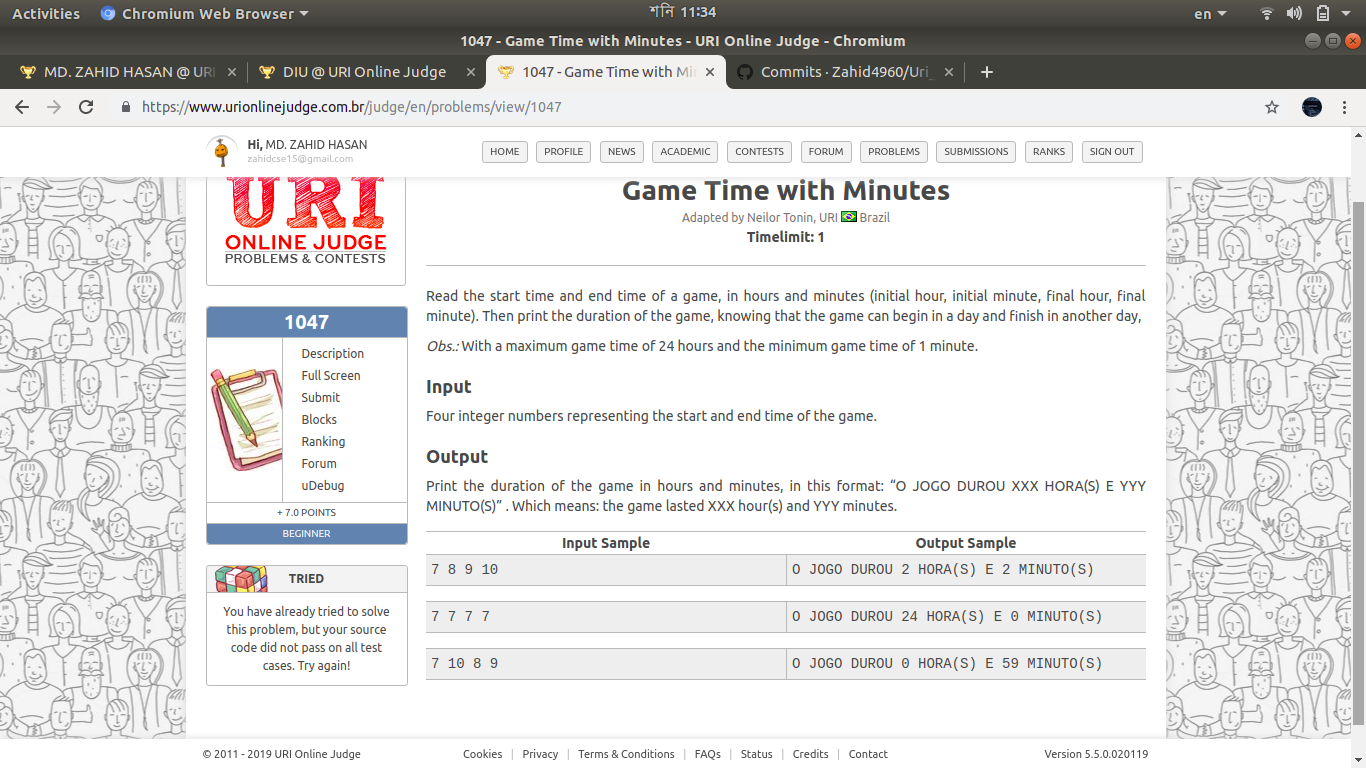 Activities
Chromium Web Browser
শনি 11:34
en
1047 - Game Time with Minutes - URI Online Judge - Chromium
MD. ZAHID HASAN @ URI
DIU @ URI Online Judge
1047 - Game Time with Mi
Commits · Zahid4960/Uri_
https://www.urionlinejudge.com.br/judge/en/problems/view/1047
Hi, MD. ZAHID HASAN
zahidcse15@gmail.com
HOME
PROFILE
NEWS
ACADEMIC
CONTESTS
FORUM
PROBLEMS
SUBMISSIONS
RANKS
SIGN OUT
URI
ONLINE JUDGE
PROBLEMS & CONTESTS
1047
Description
Full Screen
Submit
Blocks
Ranking
Forum
uDebug
+ 7.0 POINTS
BEGINNER
TRIED
You have already tried to solve
this problem, but your source
code did not pass on all test
cases. Try again!
Game Time with Minutes
Adapted by Neilor Tonin, URI Brazil
Timelimit: 1
Read the start time and end time of a game, in hours and minutes (initial hour, initial minute, final hour, final
minute). Then print the duration of the game, knowing that the game can begin in a day and finish in another day,
Obs.: With a maximum game time of 24 hours and the minimum game time of 1 minute.
Input
Four integer numbers representing the start and end time of the game.
Output
Print the duration of the game in hours and minutes, in this format: “O JOGO DUROU XXX HORA(S) E YYY
MINUTO(S)” . Which means: the game lasted XXX hour(s) and YYY minutes.
Input Sample
Output Sample
7 8 9 10
O JOGO DUROU 2 HORA(S) E 2 MINUTO(S)
7 7 7 7
O JOGO DUROU 24 HORA(S) E 0 MINUTO(S)
7 10 8 9
O JOGO DUROU 0 HORA(S) E 59 MINUTO(S)
© 2011 - 2019 URI Online Judge
Cookies | Privacy | Terms & Conditions | FAQs | Status | Credits | Contact
Version 5.5.0.020119